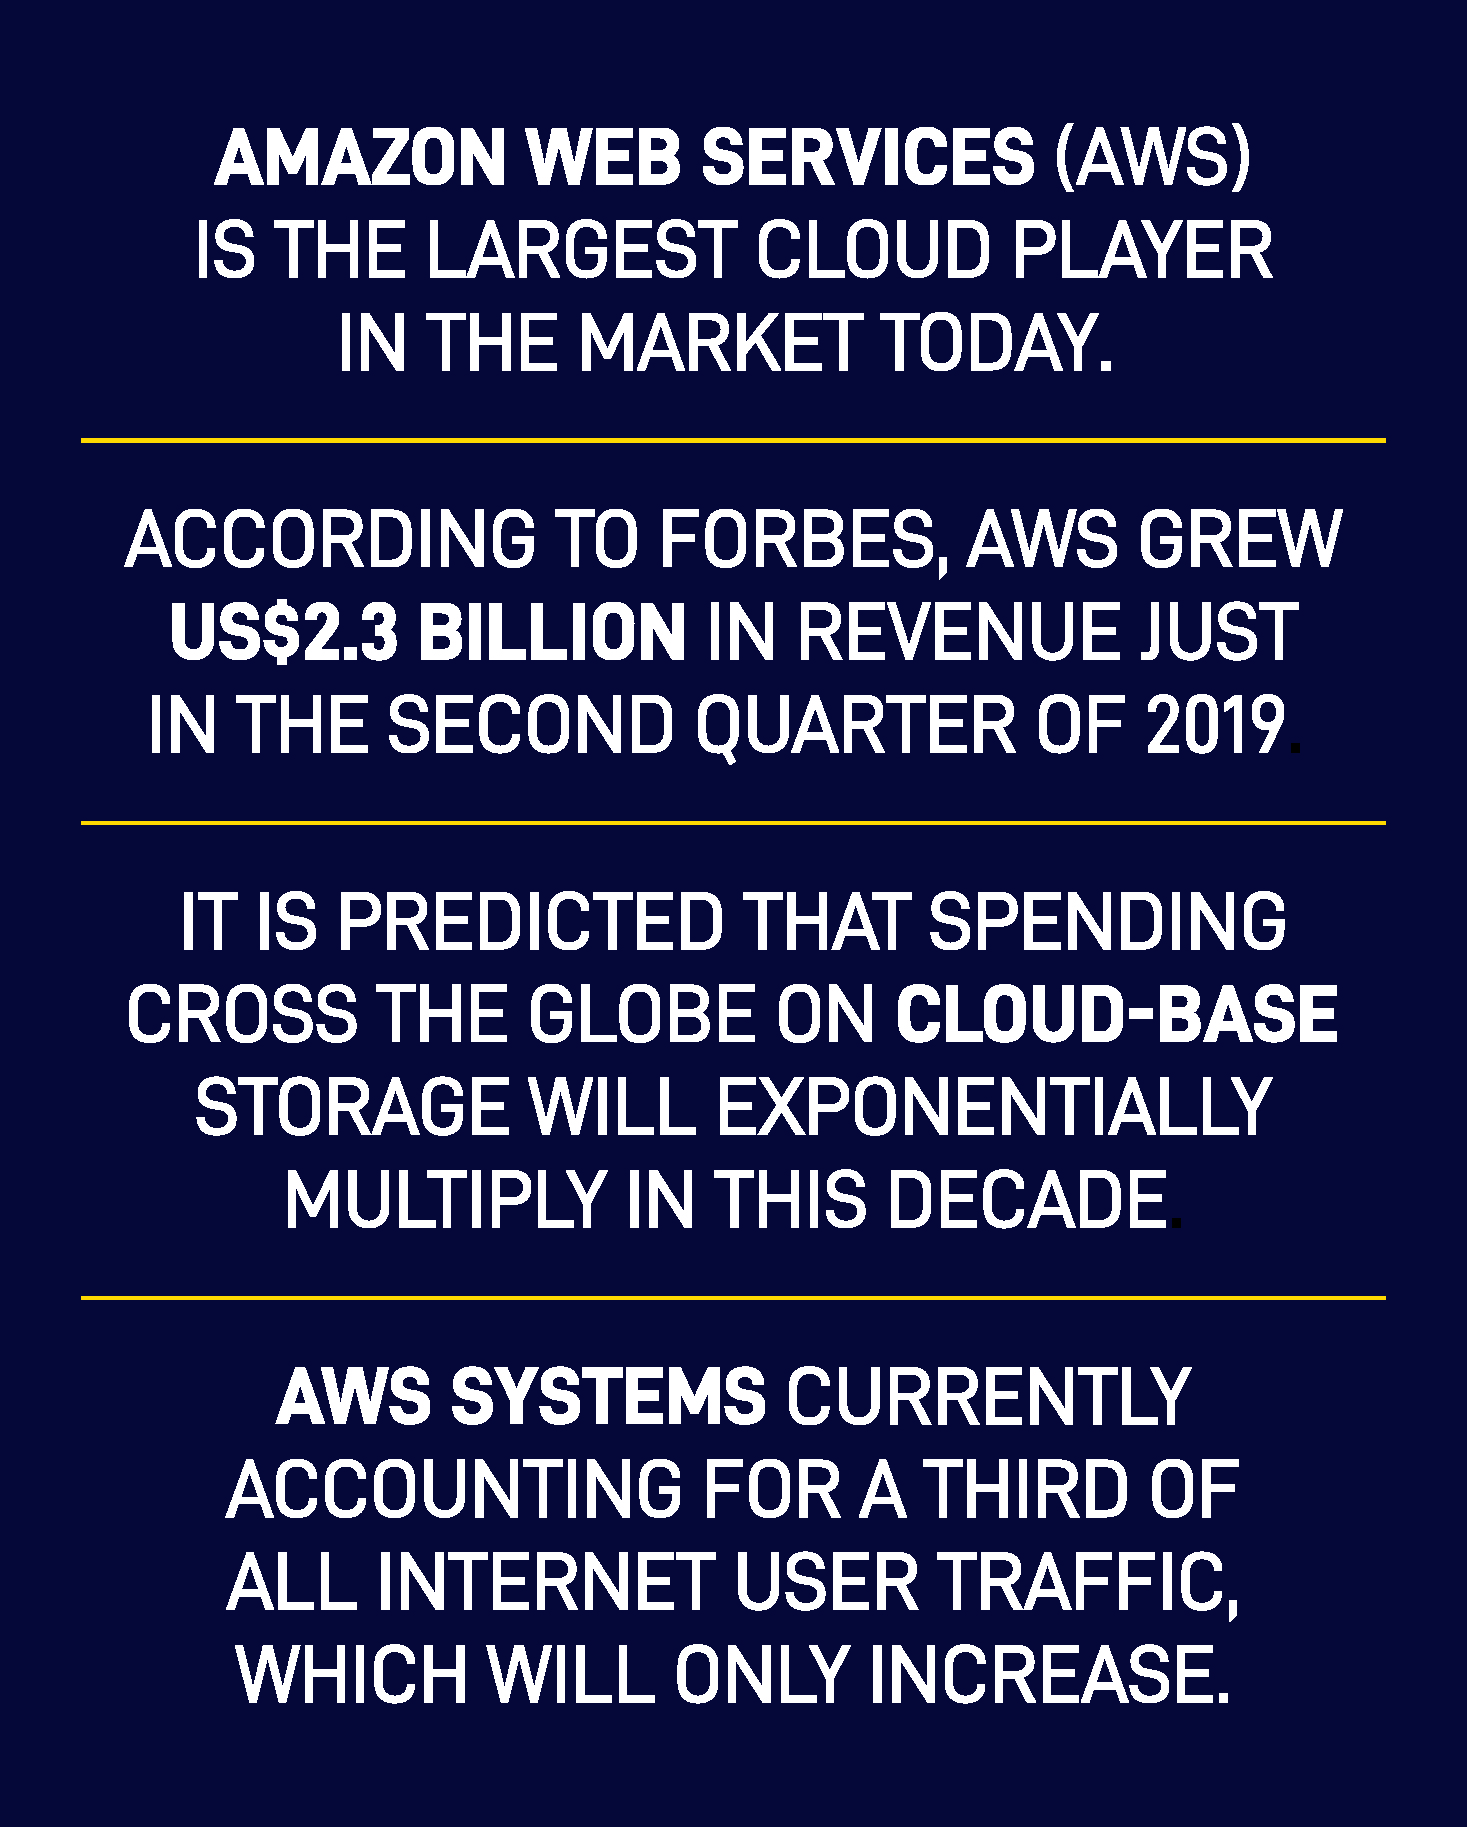 AMAZON WEB SERVICES (AWS)
IS THE LARGEST CLOUD PLAYER
IN THE MARKET TODAY.
ACCORDING TO FORBES, AWS GREW
US$2.3 BILLION IN REVENUE JUST
IN THE SECOND QUARTER OF 2019.
IT IS PREDICTED THAT SPENDING
CROSS THE GLOBE ON CLOUD-BASE
STORAGE WILL EXPONENTIALLY
MULTIPLY IN THIS DECADE.
AWS SYSTEMS CURRENTLY
ACCOUNTING FOR A THIRD OF
ALL INTERNET USER TRAFFIC,
WHICH WILL ONLY INCREASE.